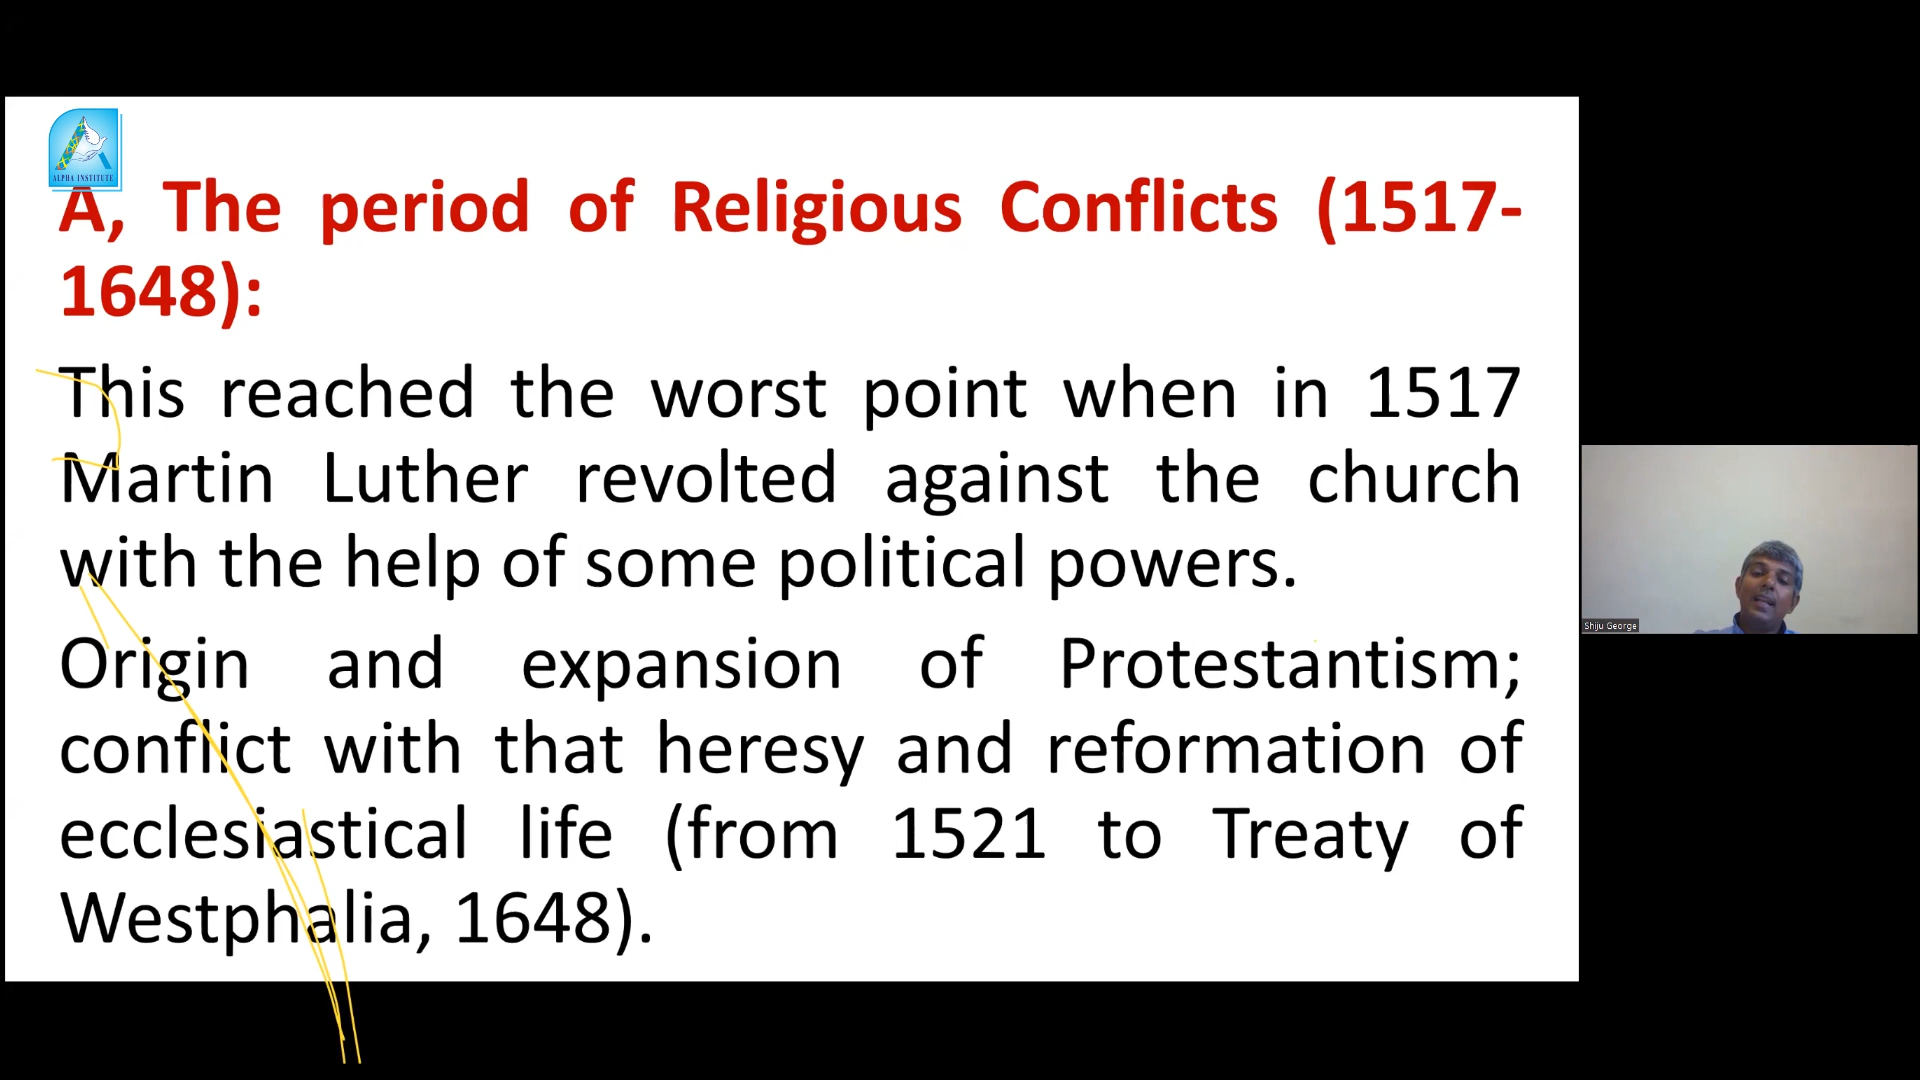 ALPHA INSTITUTE
A, The period of Religious Conflicts (1517-
1648):
This reached the worst point when in 1517
Martin Luther revolted against the church
with the help of some political powers.
Origin and expansion of Protestantism;
conflict with that heresy and reformation of
ecclesiastical life (from 1521 to Treaty of
Westphalia, 1648).
Shiju George